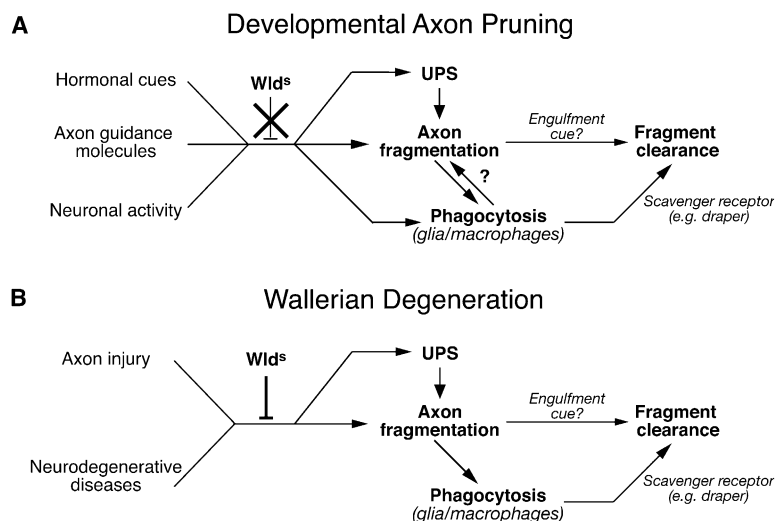 A
Developmental Axon Pruning
Hormonal cues
Wlds
UPS
Axon guidance
molecules
Axon
fragmentation
Engulfment
cue?
Fragment
clearance
?
Neuronal activity
Phagocytosis
(glia/macrophages)
Scavenger receptor
(e.g. draper)
B
Wallerian Degeneration
Axon injury
Wlds
UPS
Axon
fragmentation
Engulfment
cue?
Fragment
clearance
Neurodegenerative
diseases
Phagocytosis
(glia/macrophages)
Scavenger receptor
(e.g. draper)